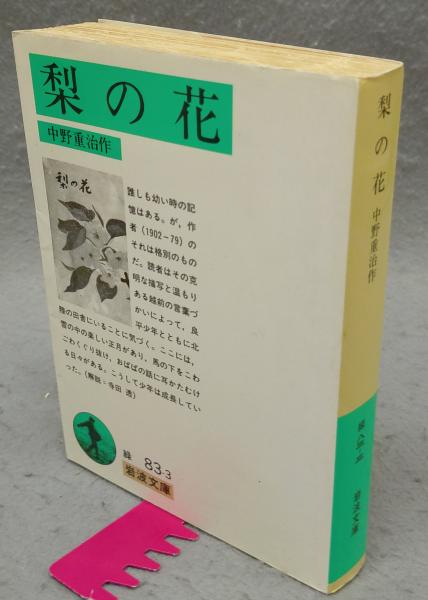 梨の花
中野重治作
梨の花
誰しも幼い時の記
憶はある。が、作
者(1902-79)の
それは格別のもの
だ。読者はその克
明な描写と温もり
ある越前の言葉づ
かいによって，良
平少年とともに北
陸の田舎にいることに気づく。ここには，
雪の中の楽しい正月があり，馬の下をこわ
ごわくぐり抜け，おばばの話に耳かたむけ
る日々がある。こうして少年は成長してい
った。(解説=寺田 透)
緑 83-3
岩波文庫
梨の花
中野重治作
岩波文庫